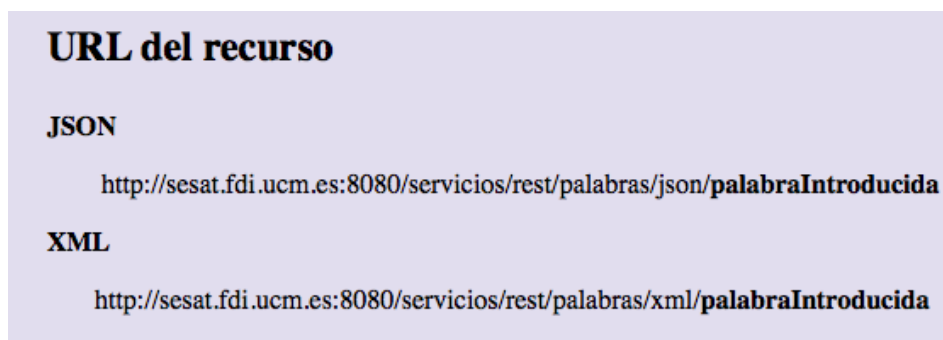 URL del recurso
JSON
http://sesat.fdi.ucm.es:8080/servicios/rest/palabras/json/palabraIntroducida
XML
http://sesat.fdi.ucm.es:8080/servicios/rest/palabras/xml/palabraIntroducida